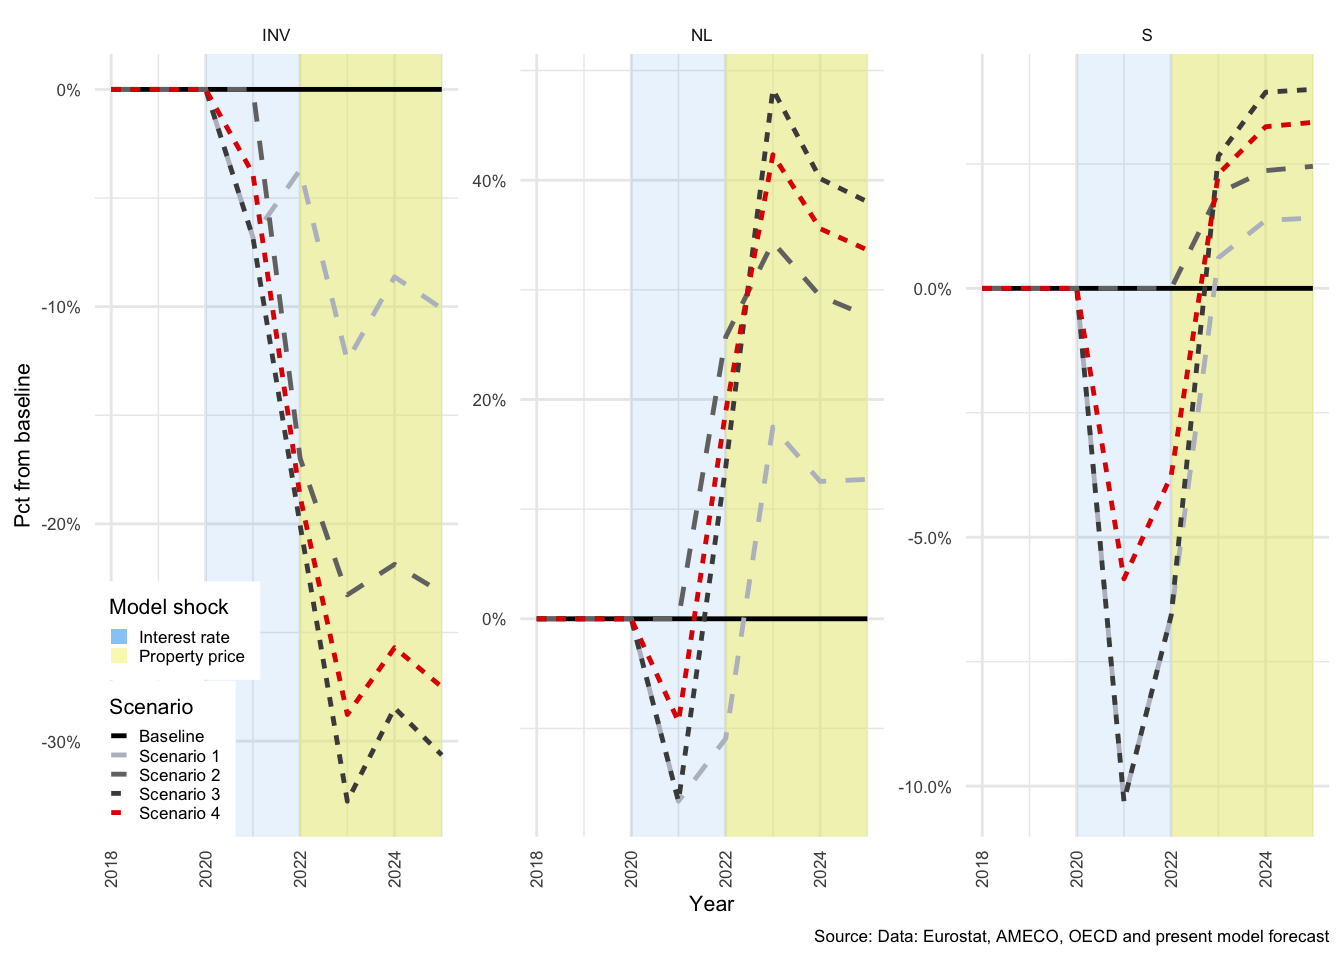 INV
NL
S
Pct from baseline
0%
-10%
-20%
-30%
40%
20%
0%
0.0%
-5.0%
-10.0%
Model shock
Interest rate
Property price
Scenario
Baseline
Scenario 1
Scenario 2
Scenario 3
Scenario 4
2018
2020
2022
2024
2018
2020
2022
2024
2018
2020
2022
2024
Year
Source: Data: Eurostat, AMECO, OECD and present model forecast